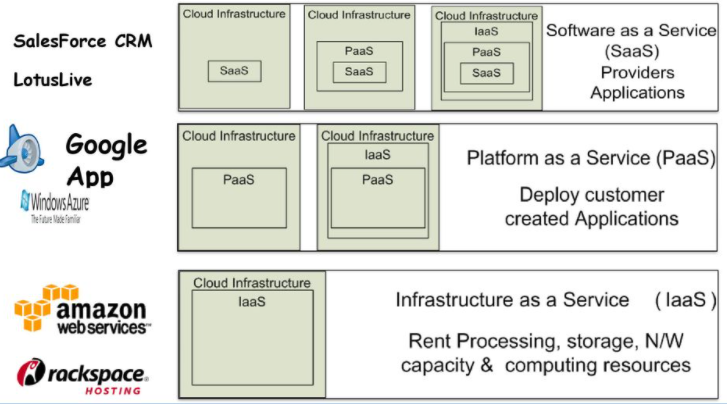 SalesForce CRM
LotusLive
Cloud Infrastructure
SaaS
Cloud Infrastructure
PaaS
SaaS
Cloud Infrastructure
IaaS
PaaS
SaaS
Software as a Service
(SaaS)
Providers
Applications
Google
App
Windows Azure
The Future Made Familiar
Cloud Infrastructure
PaaS
Cloud Infrastructure
IaaS
PaaS
Platform as a Service (PaaS)
Deploy customer
created Applications
amazon
webservices™
rackspace.
HOSTING
Cloud Infrastructure
IaaS
Infrastructure as a Service ( IaaS )
Rent Processing, storage, N/W
capacity & computing resources